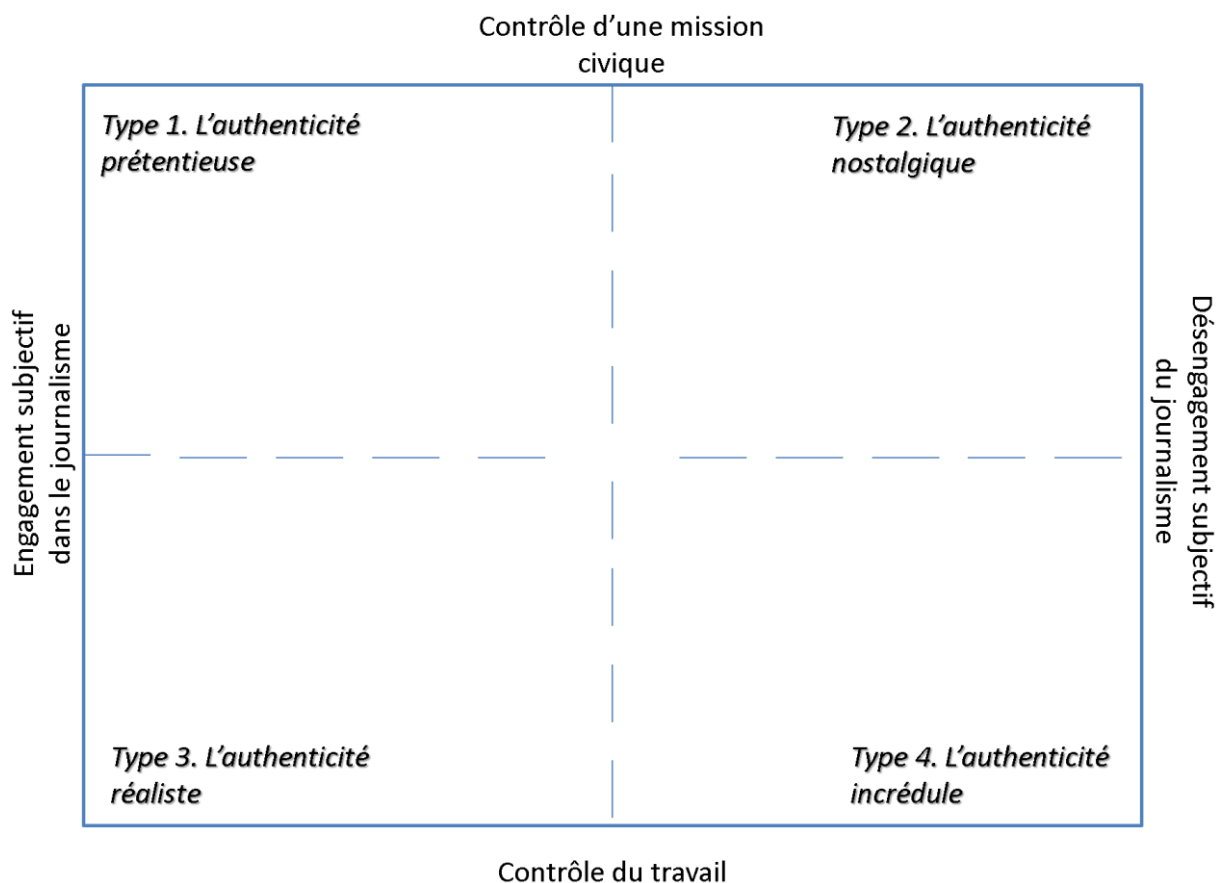 Contrôle d’une mission
civique
Type 1. L’authenticité
prétentieuse
Type 2. L’authenticité
nostalgique
Engagement subjectif
dans le journalisme
Désengagement subjectif
du journalisme
Type 3. L’authenticité
réaliste
Type 4. L’authenticité
incrédule
Contrôle du travail